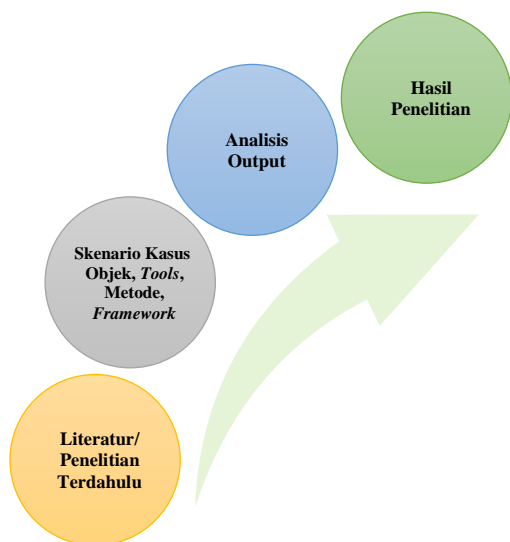 Hasil
Penelitian
Analisis
Output
Skenario Kasus
Objek, Tools,
Metode,
Framework
Literatur/
Penelitian
Terdahulu